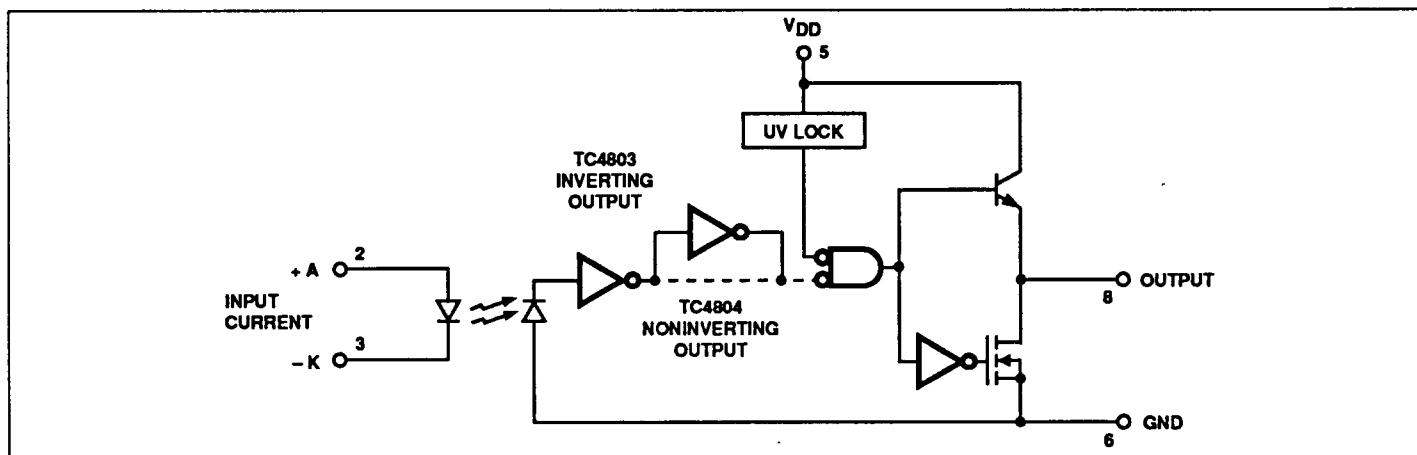 VDD
5
UV LOCK
TC4803
INVERTING
OUTPUT
+ A
2
INPUT
CURRENT
– K
3
TC4804
NONINVERTING
OUTPUT
OUTPUT
8
GND
6